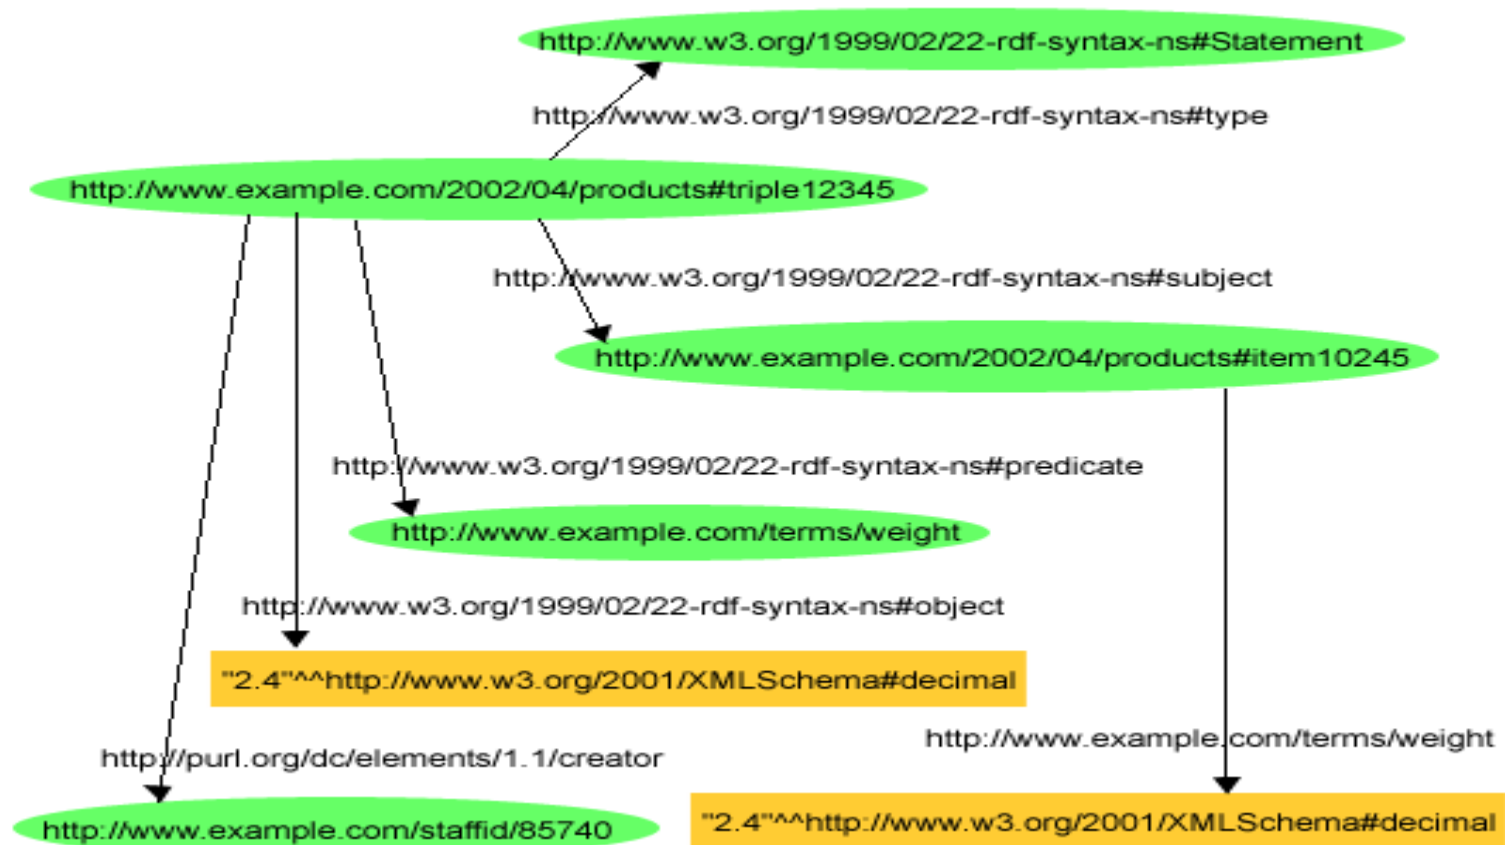 http://www.w3.org/1999/02/22-rdf-syntax-ns#Statement
http://www.w3.org/1999/02/22-rdf-syntax-ns#type
http://www.example.com/2002/04/products#triple12345
http://www.w3.org/1999/02/22-rdf-syntax-ns#subject
http://www.example.com/2002/04/products#item10245
http://www.w3.org/1999/02/22-rdf-syntax-ns#predicate
http://www.example.com/terms/weight
http://www.w3.org/1999/02/22-rdf-syntax-ns#object
"2.4"^^http://www.w3.org/2001/XMLSchema#decimal
http://www.example.com/terms/weight
http://purl.org/dc/elements/1.1/creator
"2.4"^^http://www.w3.org/2001/XMLSchema#decimal
http://www.example.com/staffid/85740